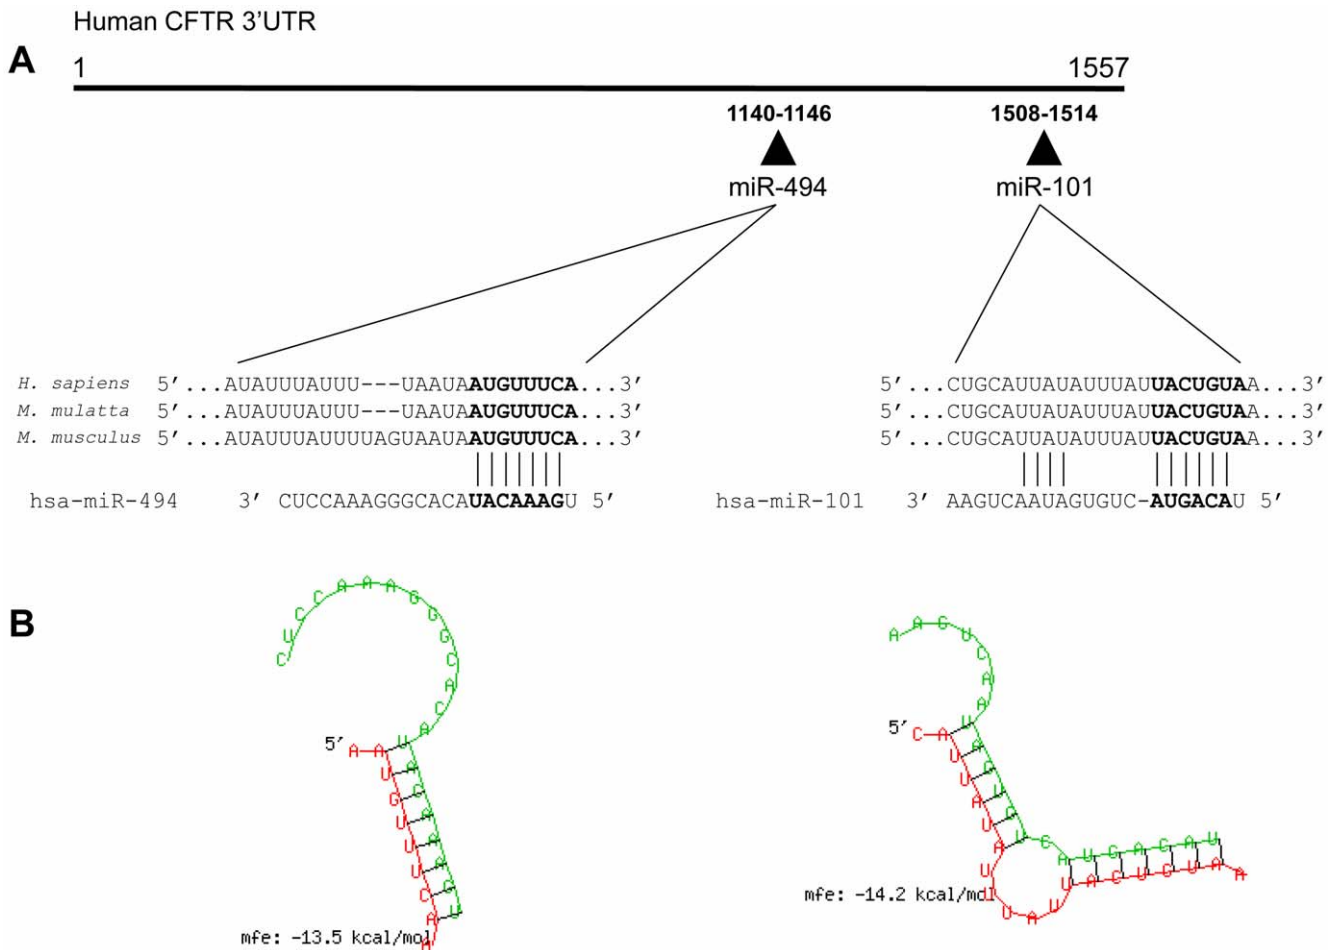 Human CFTR 3’UTR
A
1 1557
1140-1146 1508-1514
miR-494 miR-101
H. sapiens 5’...AUAUUUAUUU---UAAUAAUGUUUCA...3’ 5’...CUGCAUUAUAUUUAUUACUGUAA...3’
M. mulatta 5’...AUAUUUAUUU---UAAUAAUGUUUCA...3’ 5’...CUGCAUUAUAUUUAUUACUGUAA...3’
M. musculus 5’...AUAUUUAUUUUAGUAAUAAUGUUUCA...3’ 5’...CUGCAUUAUAUUUAUUACUGUAA...3’
hsa-miR-494 3’ CUCCAAAGGGCACAUACAAAGU 5’ hsa-miR-101 3’ AAGUCAAUAGUGUC-AUGACAU 5’
B
5’ 5’
mfe: -13.5 kcal/mol mfe: -14.2 kcal/mol